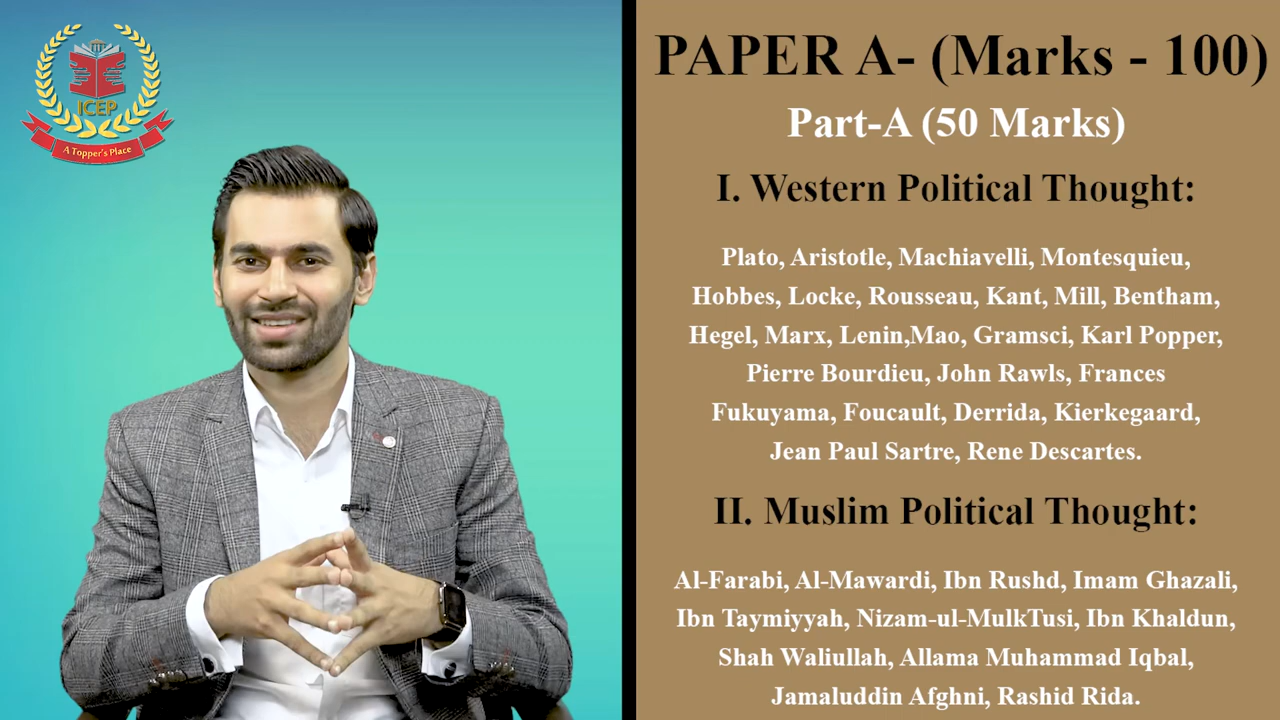 ICEP
A Topper's Place
PAPER A- (Marks - 100)
Part-A (50 Marks)
I. Western Political Thought:
Plato, Aristotle, Machiavelli, Montesquieu,
Hobbes, Locke, Rousseau, Kant, Mill, Bentham,
Hegel, Marx, Lenin,Mao, Gramsci, Karl Popper,
Pierre Bourdieu, John Rawls, Frances
Fukuyama, Foucault, Derrida, Kierkegaard,
Jean Paul Sartre, Rene Descartes.
II. Muslim Political Thought:
Al-Farabi, Al-Mawardi, Ibn Rushd, Imam Ghazali,
Ibn Taymiyyah, Nizam-ul-MulkTusi, Ibn Khaldun,
Shah Waliullah, Allama Muhammad Iqbal,
Jamaluddin Afghni, Rashid Rida.